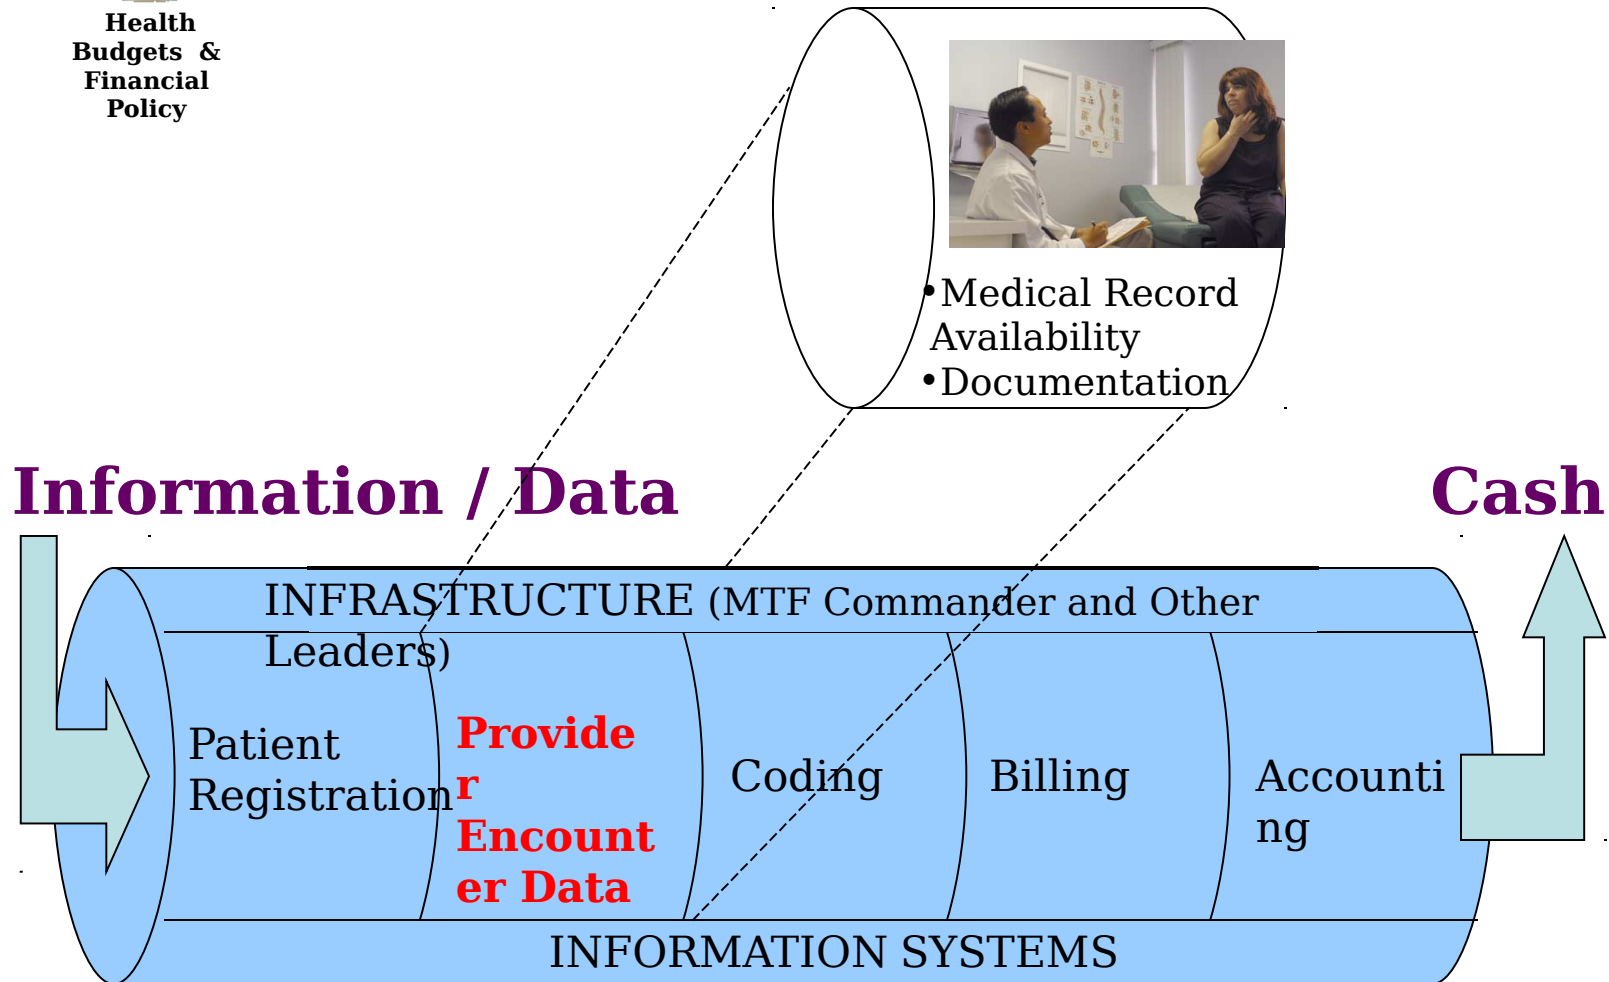 Health
Budgets &
Financial
Policy
•Medical Record
Availability
•Documentation
Information / Data
Cash
INFRASTRUCTURE (MTF Commander and Other
Leaders)
Patient
Registration
Provide
r
Encount
er Data
Coding
Billing
Accounti
ng
INFORMATION SYSTEMS